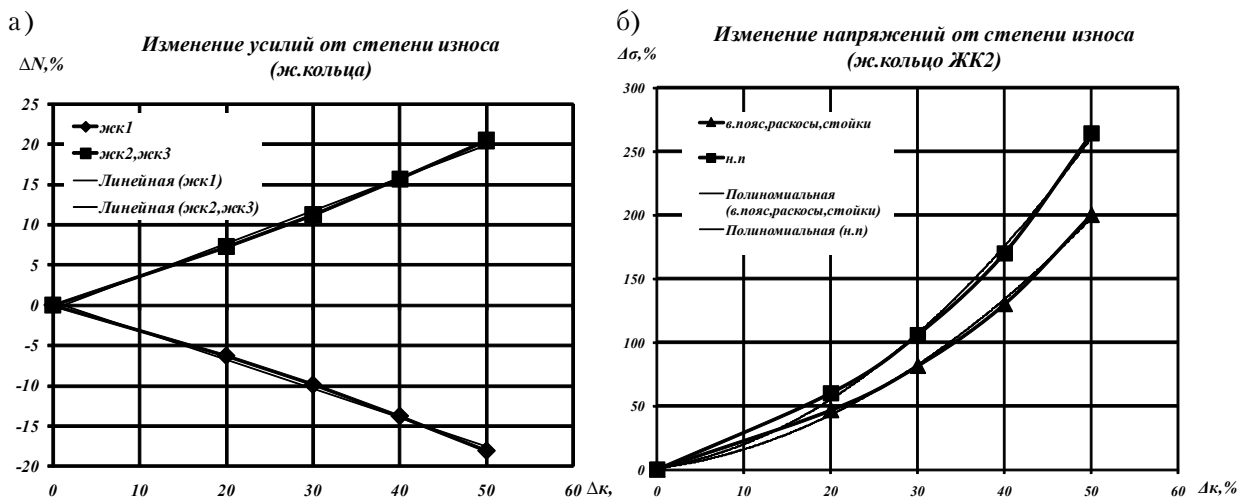 а)
Изменение усилий от степени износа
(ж.кольца)
ΔN,%
25
20
15
10
5
0
-5
-10
-15
-20
жк1
жк2,жк3
Линейная (жк1)
Линейная (жк2,жк3)
0
10
20
30
40
50
60
Δк,
б)
Изменение напряжений от степени износа
(ж.кольцо ЖК2)
Δσ,%
300
250
200
150
100
50
0
в.пояс,раскосы,стойки
н.п
Полиномиальная
(в.пояс,раскосы,стойки)
Полиномиальная (н.п)
0
10
20
30
40
50
60
Δк,%